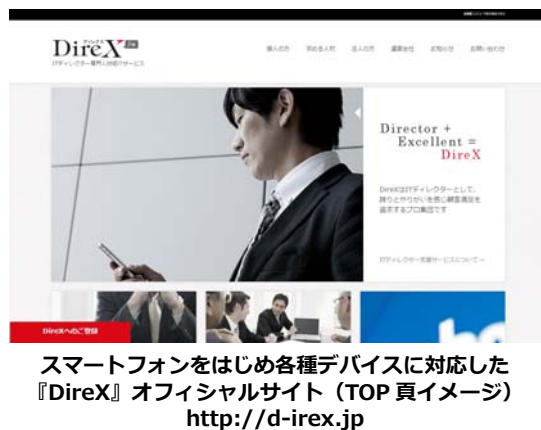 ディレックス
DireX
ITディレクター専門人材紹介サービス
個人の方 求める人材 法人の方 運営会社 お知らせ お問い合わせ
Director +
Excellent =
DireX
DireXはITディレクターとして、
誇りとやりがいを感じ顧客満足を
追求するプロ集団です
ITディレクター支援サービスについて
DireXへのご登録
スマートフォンをはじめ各種デバイスに対応した
『DireX』オフィシャルサイト（TOP 頁イメージ）
http://d-irex.jp